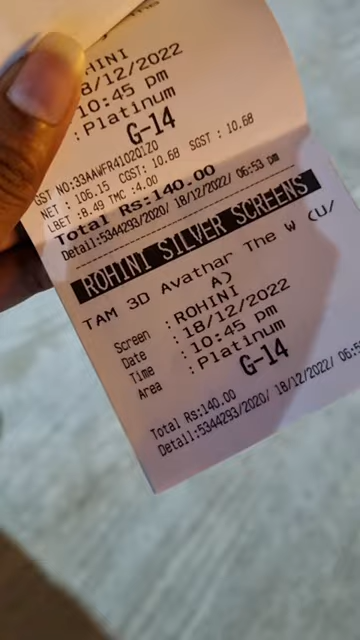 HINI
8/12/2022
10:45 pm
:Platinum
G-14
GST NO:33AAWFR4102Q1ZO
NET : 106.15 CGST: 10.68 SGST : 10.68
LBET :8.49 TMC :4.00
Total Rs:140.00
Detail:5344293/2020/ 18/12/2022/ 06:53 pm
ROHINI SILVER SCREENS
TAM 3D Avathar The W (U/
A)
Screen : ROHINI
Date : 18/12/2022
Time : 10:45 pm
Area : Platinum
G-14
Total Rs:140.00
Detail:5344293/2020/ 18/12/2022/ 06:5